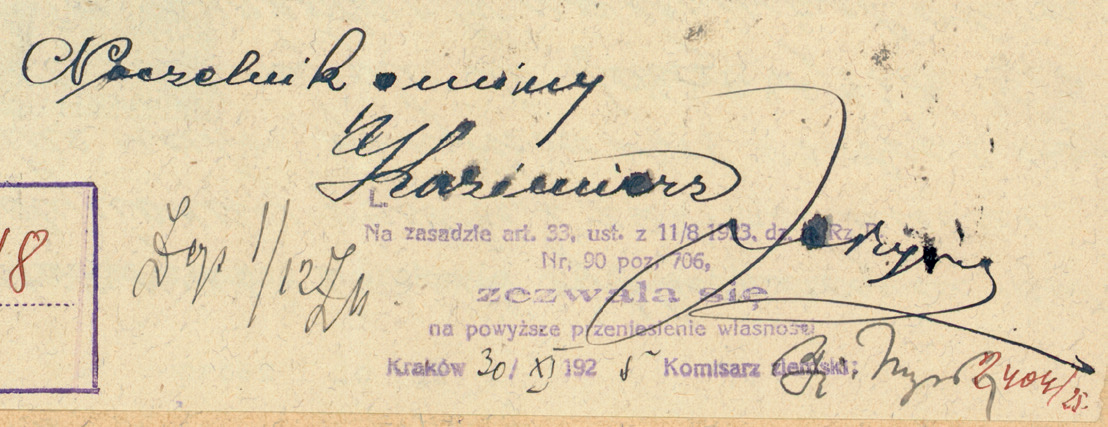 Naczelnik gminy
Kazimierz
L.
Na zasadzie art. 33, ust. z 11/8 1923, dz. u. Rz. P.
Nr. 90 poz. 706,
zezwala się
na powyższe przeniesienie własności
Kraków 30/XI 1925 Komisarz ziemski:
2404/25.
18
1/12